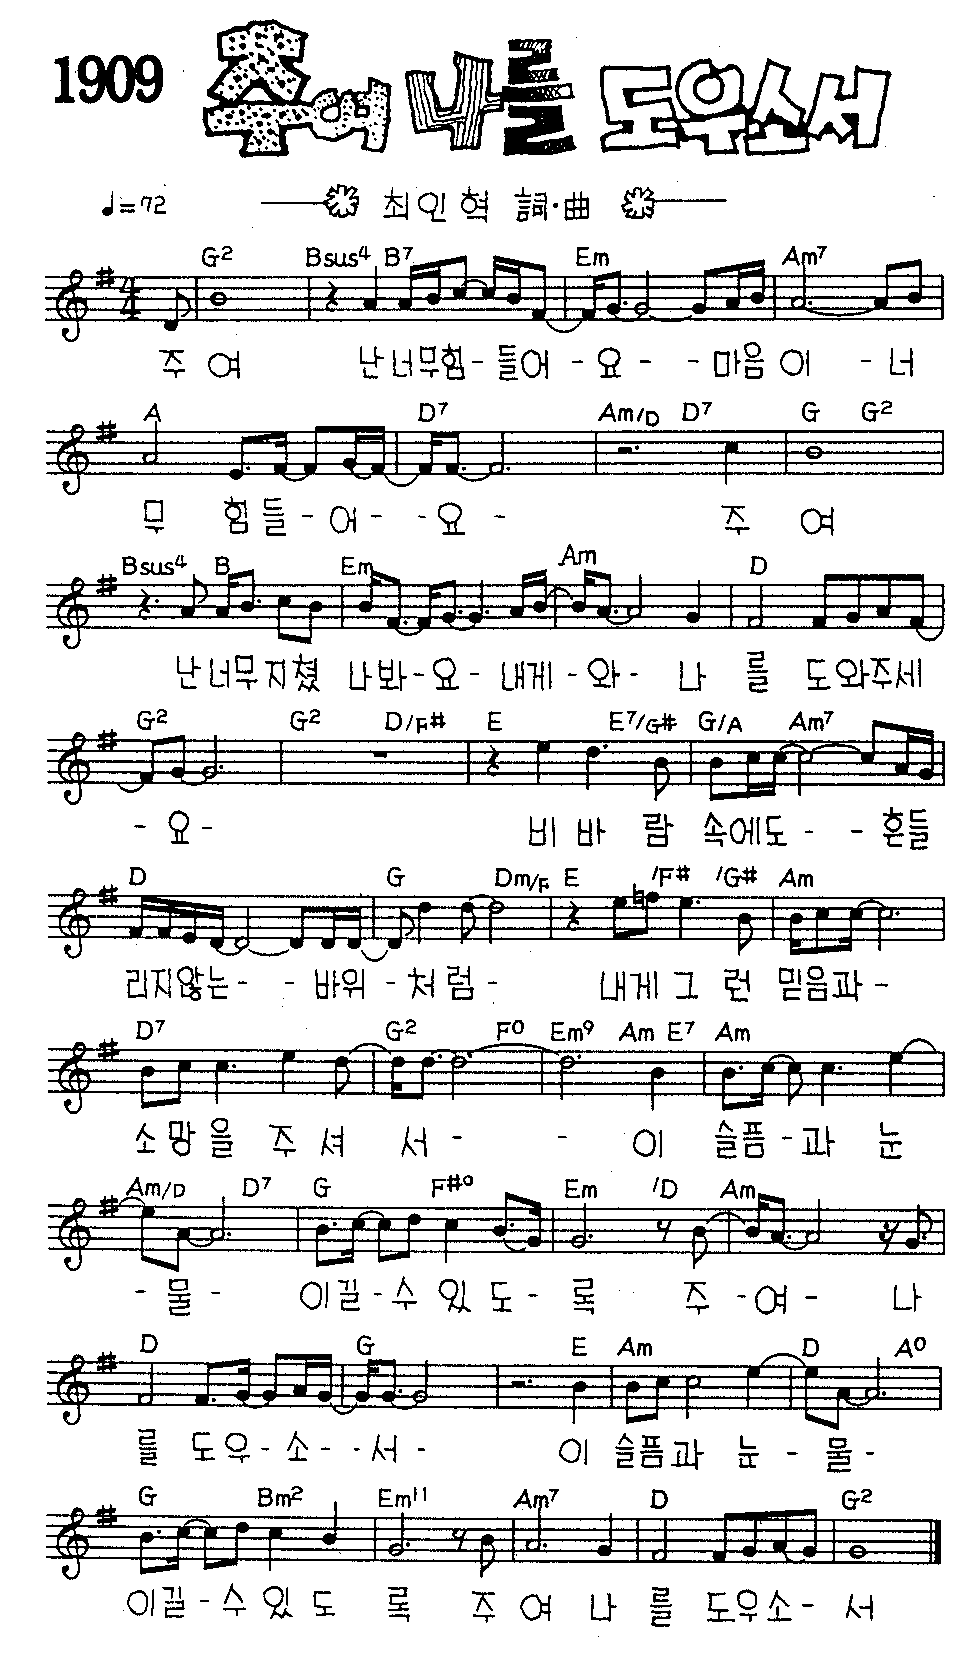 1909 주여 나를 도우소서
♩=72 최인혁 詞·曲
G2 Bsus4 B7 Em Am7
주 여 난 너무 힘 - 들어 - 요 - - 마음 이 - 너
A D7 Am/D D7 G G2
무 힘들 - 어 - - 요 - 주 여
Bsus4 B Em Am D
난 너무 지쳤 나봐 - 요 - 내게 - 와 - 나 를 도와주세
G2 G2 D/F# E E7/G# G/A Am7
- 요 - 비 바 람 속에도 - - 흔들
D G Dm/F E /F# /G# Am
리지않는 - - 바위 - 처 럼 - 내게 그 런 믿음과 -
D7 G2 F0 Em9 Am E7 Am
소 망 을 주 셔 서 - - 이 슬픔 - 과 눈
Am/D D7 G F#0 Em /D Am
- 물 - 이길 - 수 있 도 - 록 주 - 여 - 나
D G E Am D A0
를 도우 - 소 - - 서 - 이 슬픔과 눈 - 물 -
G Bm2 Em11 Am7 D G2
이길 - 수 있 도 록 주 여 나 를 도우소 - 서